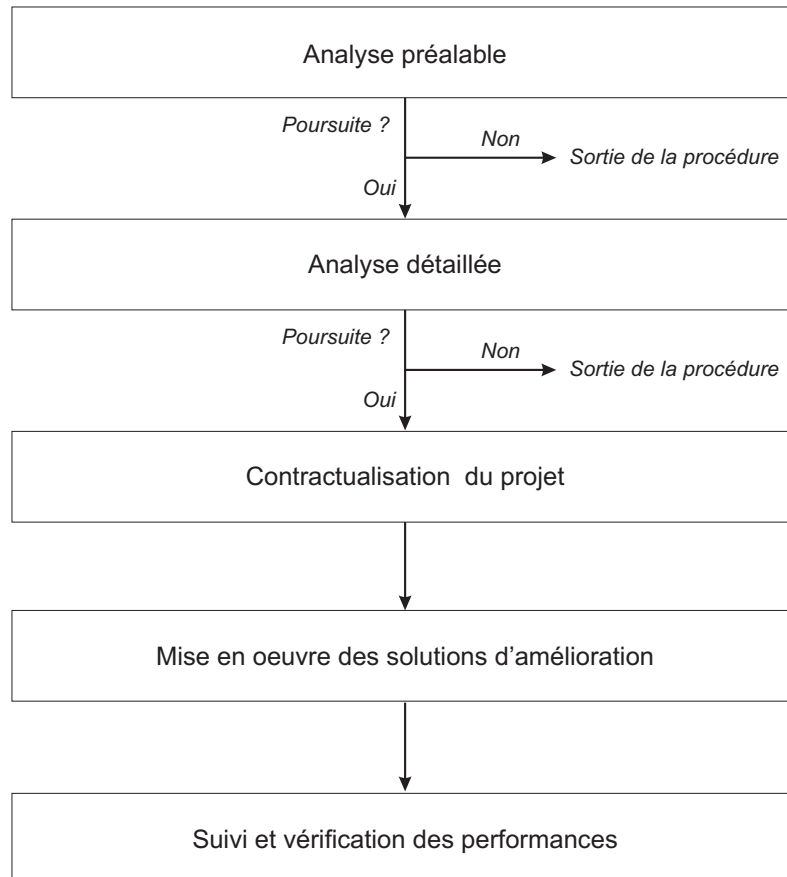 Analyse préalable
Poursuite ?
Non
Sortie de la procédure
Oui
Analyse détaillée
Poursuite ?
Non
Sortie de la procédure
Oui
Contractualisation du projet
Mise en oeuvre des solutions d'amélioration
Suivi et vérification des performances